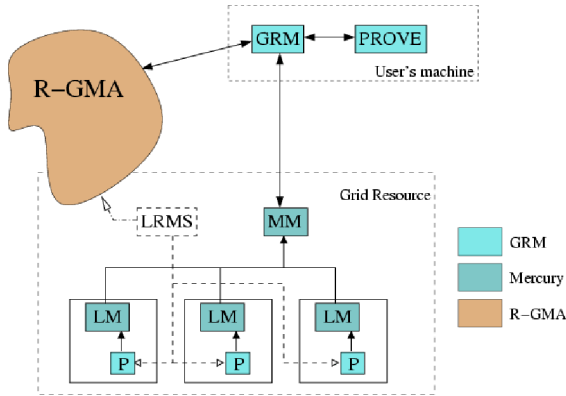 GRM
PROVE
User's machine
R-GMA
Grid Resource
LRMS
MM
LM
LM
LM
P
P
P
GRM
Mercury
R-GMA